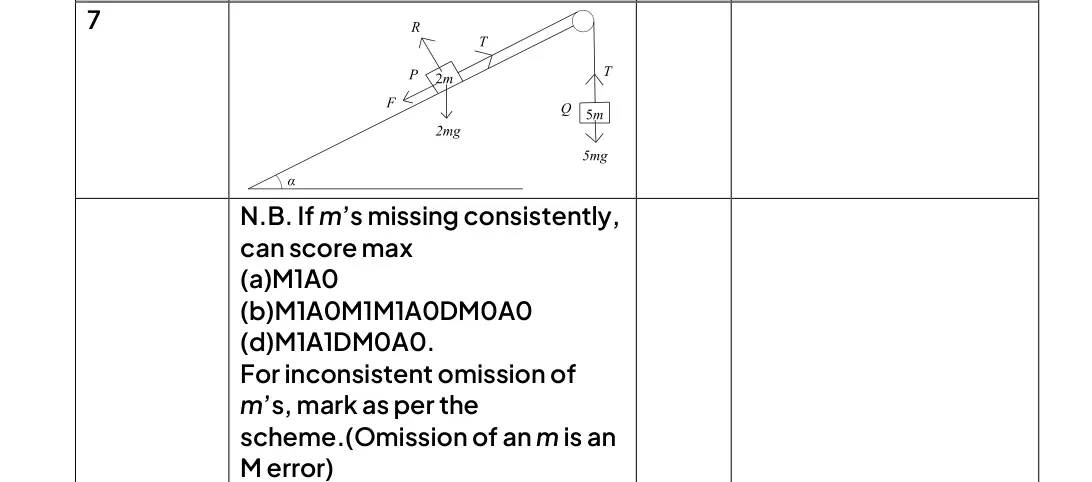 7
R
T
P
2m
T
F
Q
5m
2mg
5mg
α
N.B. If m’s missing consistently,
can score max
(a)M1A0
(b)M1A0M1M1A0DM0A0
(d)M1A1DM0A0.
For inconsistent omission of
m’s, mark as per the
scheme.(Omission of an m is an
M error)